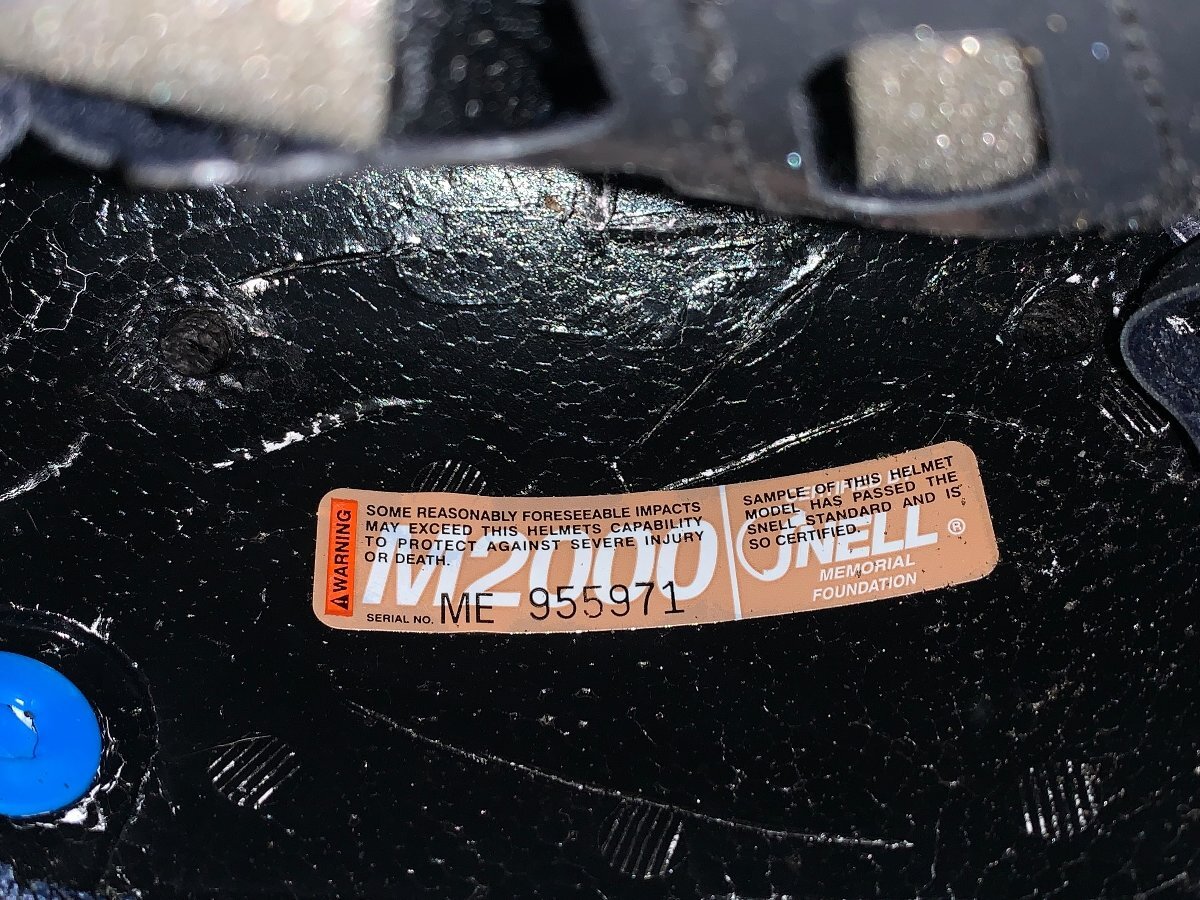 WARNING
SOME REASONABLY FORESEEABLE IMPACTS
MAY EXCEED THIS HELMETS CAPABILITY
TO PROTECT AGAINST SEVERE INJURY
OR DEATH.
M2000
SERIAL NO. ME 955971
SAMPLE OF THIS HELMET
MODEL HAS PASSED THE
SNELL STANDARD AND IS
SO CERTIFIED.
SNELL ®
MEMORIAL
FOUNDATION